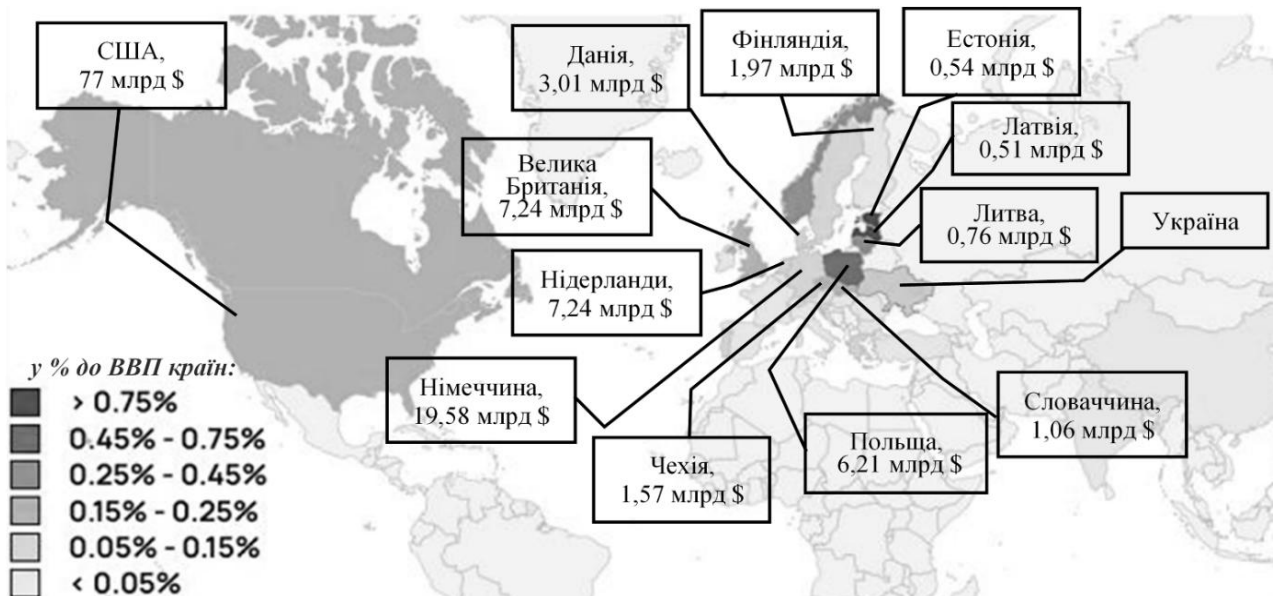 США,
77 млрд $
Данія,
3,01 млрд $
Фінляндія,
1,97 млрд $
Естонія,
0,54 млрд $
Латвія,
0,51 млрд $
Велика
Британія,
7,24 млрд $
Литва,
0,76 млрд $
Україна
Нідерланди,
7,24 млрд $
Німеччина,
19,58 млрд $
Чехія,
1,57 млрд $
Польща,
6,21 млрд $
Словаччина,
1,06 млрд $
у % до ВВП країн:
> 0.75%
0.45% - 0.75%
0.25% - 0.45%
0.15% - 0.25%
0.05% - 0.15%
< 0.05%